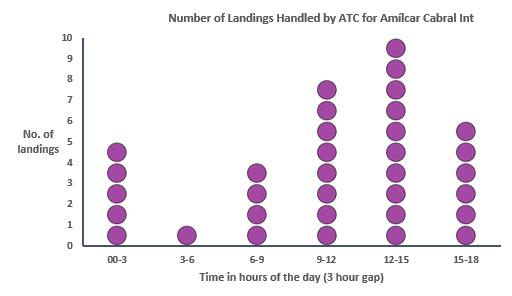 Number of Landings Handled by ATC for Amílcar Cabral Int
10
9
8
7
6
5
4
3
2
1
0
No. of
landings
00-3 3-6 6-9 9-12 12-15 15-18
Time in hours of the day (3 hour gap)